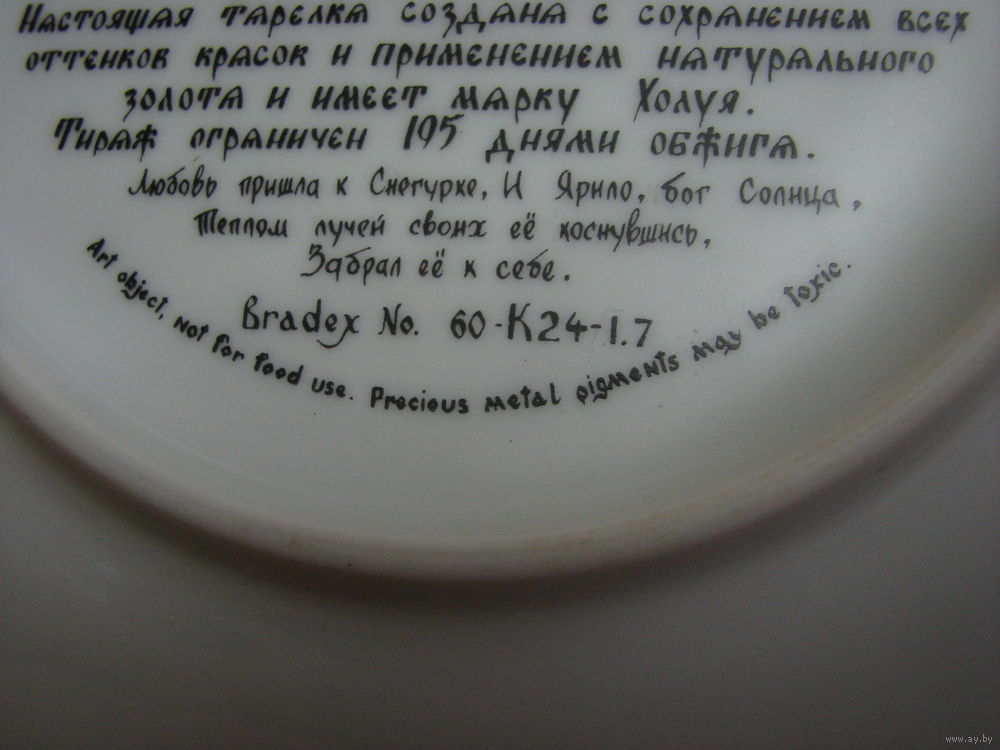 Настоящая тарелка создана с сохранением всех
оттенков красок и применением натурального
золота и имеет марку Холуя.
Тираж ограничен 195 днями обжига.
Любовь пришла к Снегурке, И Ярило, бог Солнца,
Теплом лучей своих её коснувшись,
Забрал её к себе.
Bradex No. 60-K24-1.7
Art object, Not for food use. Precious metal pigments may be toxic.
www.ay.by